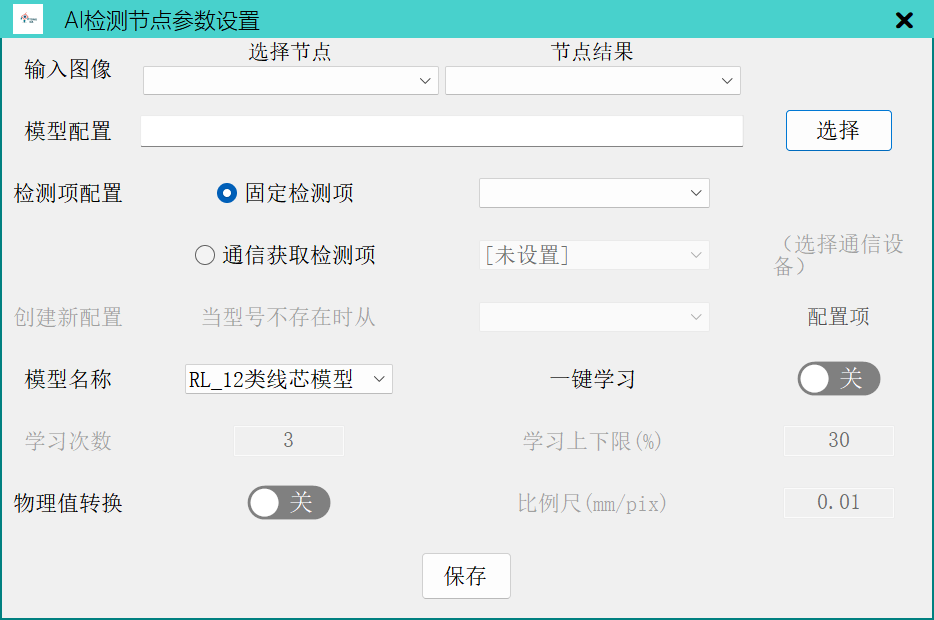 AI检测节点参数设置
选择节点 节点结果
输入图像
模型配置 选择
检测项配置 固定检测项
通信获取检测项 [未设置] （选择通信设
备）
创建新配置 当型号不存在时从 配置项
模型名称 RL_12类线芯模型 一键学习 关
学习次数 3 学习上下限(%) 30
物理值转换 关 比例尺(mm/pix) 0.01
保存